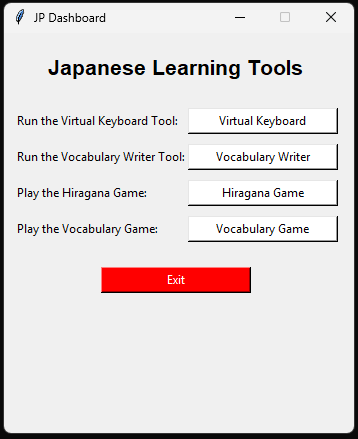 JP Dashboard
Japanese Learning Tools
Run the Virtual Keyboard Tool: Virtual Keyboard
Run the Vocabulary Writer Tool: Vocabulary Writer
Play the Hiragana Game: Hiragana Game
Play the Vocabulary Game: Vocabulary Game
Exit